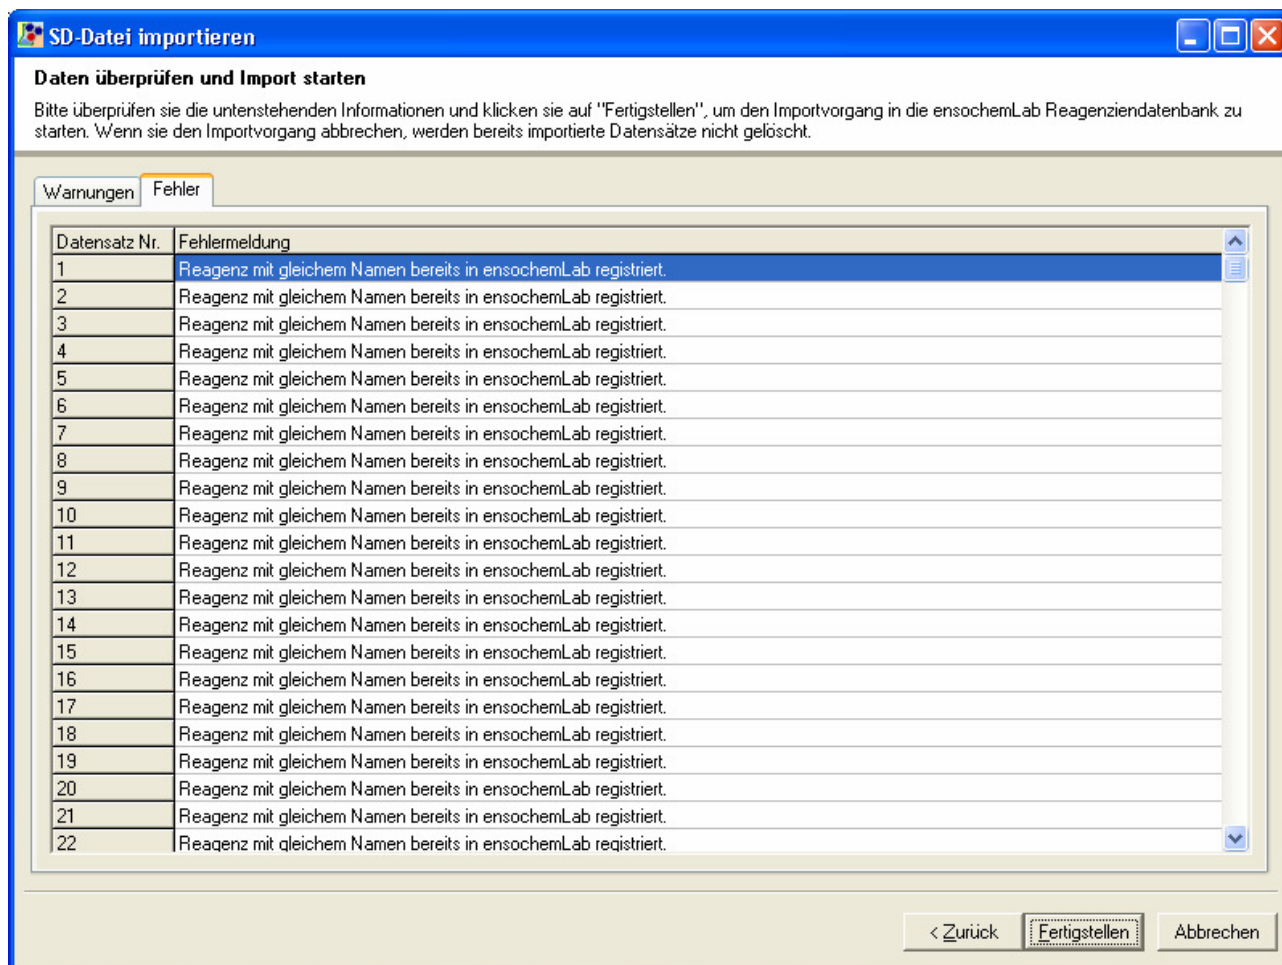 SD-Datei importieren
Daten überprüfen und Import starten
Bitte überprüfen sie die untenstehenden Informationen und klicken sie auf "Fertigstellen", um den Importvorgang in die ensochemLab Reagenziendatenbank zu
starten. Wenn sie den Importvorgang abbrechen, werden bereits importierte Datensätze nicht gelöscht.
Warnungen Fehler
Datensatz Nr. Fehlermeldung
1 Reagenz mit gleichem Namen bereits in ensochemLab registriert.
2 Reagenz mit gleichem Namen bereits in ensochemLab registriert.
3 Reagenz mit gleichem Namen bereits in ensochemLab registriert.
4 Reagenz mit gleichem Namen bereits in ensochemLab registriert.
5 Reagenz mit gleichem Namen bereits in ensochemLab registriert.
6 Reagenz mit gleichem Namen bereits in ensochemLab registriert.
7 Reagenz mit gleichem Namen bereits in ensochemLab registriert.
8 Reagenz mit gleichem Namen bereits in ensochemLab registriert.
9 Reagenz mit gleichem Namen bereits in ensochemLab registriert.
10 Reagenz mit gleichem Namen bereits in ensochemLab registriert.
11 Reagenz mit gleichem Namen bereits in ensochemLab registriert.
12 Reagenz mit gleichem Namen bereits in ensochemLab registriert.
13 Reagenz mit gleichem Namen bereits in ensochemLab registriert.
14 Reagenz mit gleichem Namen bereits in ensochemLab registriert.
15 Reagenz mit gleichem Namen bereits in ensochemLab registriert.
16 Reagenz mit gleichem Namen bereits in ensochemLab registriert.
17 Reagenz mit gleichem Namen bereits in ensochemLab registriert.
18 Reagenz mit gleichem Namen bereits in ensochemLab registriert.
19 Reagenz mit gleichem Namen bereits in ensochemLab registriert.
20 Reagenz mit gleichem Namen bereits in ensochemLab registriert.
21 Reagenz mit gleichem Namen bereits in ensochemLab registriert.
22 Reagenz mit gleichem Namen bereits in ensochemLab registriert.
< Zurück Fertigstellen Abbrechen